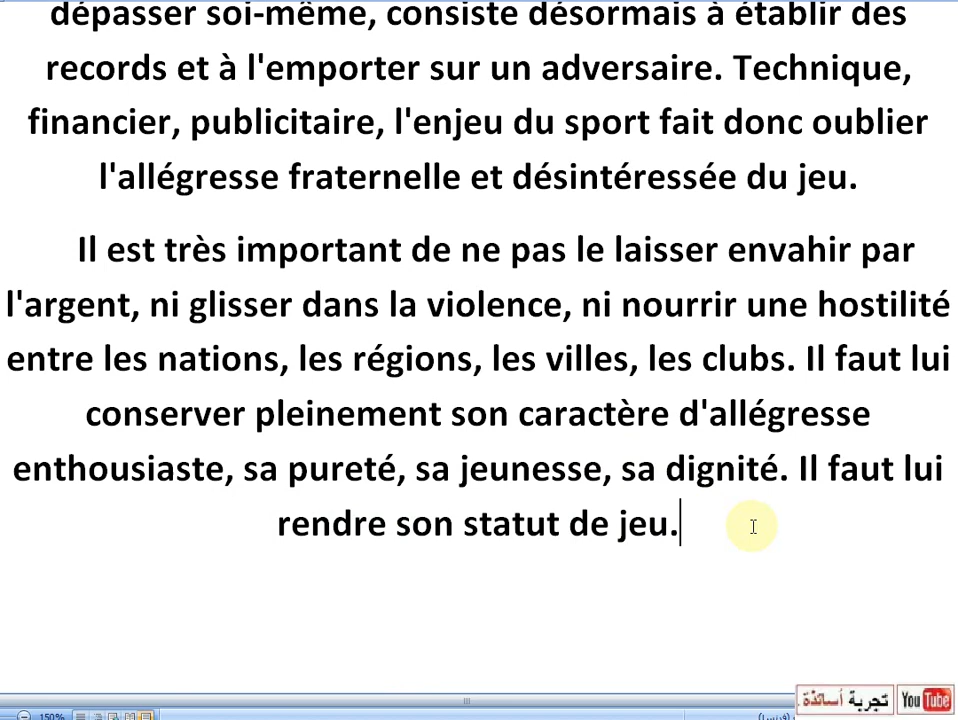 dépasser soi-même, consiste désormais à établir des
records et à l'emporter sur un adversaire. Technique,
financier, publicitaire, l'enjeu du sport fait donc oublier
l'allégresse fraternelle et désintéressée du jeu.
Il est très important de ne pas le laisser envahir par
l'argent, ni glisser dans la violence, ni nourrir une hostilité
entre les nations, les régions, les villes, les clubs. Il faut lui
conserver pleinement son caractère d'allégresse
enthousiaste, sa pureté, sa jeunesse, sa dignité. Il faut lui
rendre son statut de jeu.
تجربة أساتذة
You Tube
150%
(فرنسا)